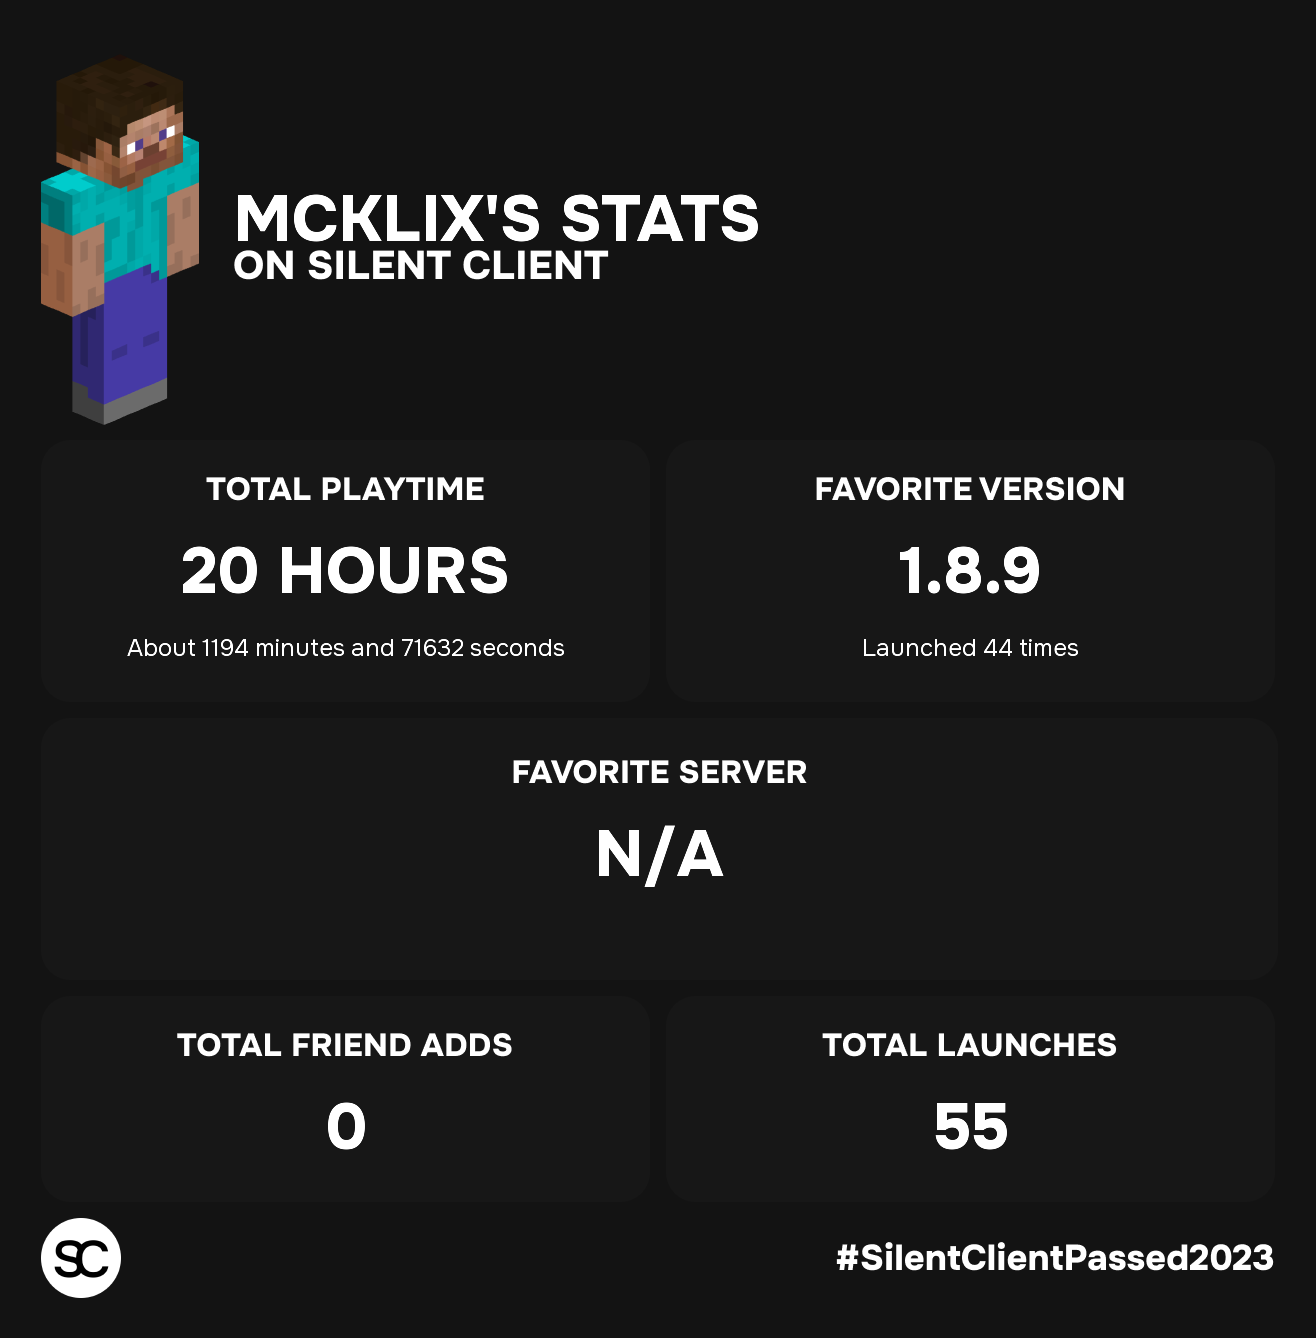 MCKLIX'S STATS
ON SILENT CLIENT
TOTAL PLAYTIME
20 HOURS
About 1194 minutes and 71632 seconds
FAVORITE VERSION
1.8.9
Launched 44 times
FAVORITE SERVER
N/A
TOTAL FRIEND ADDS
0
TOTAL LAUNCHES
55
SC
#SilentClientPassed2023